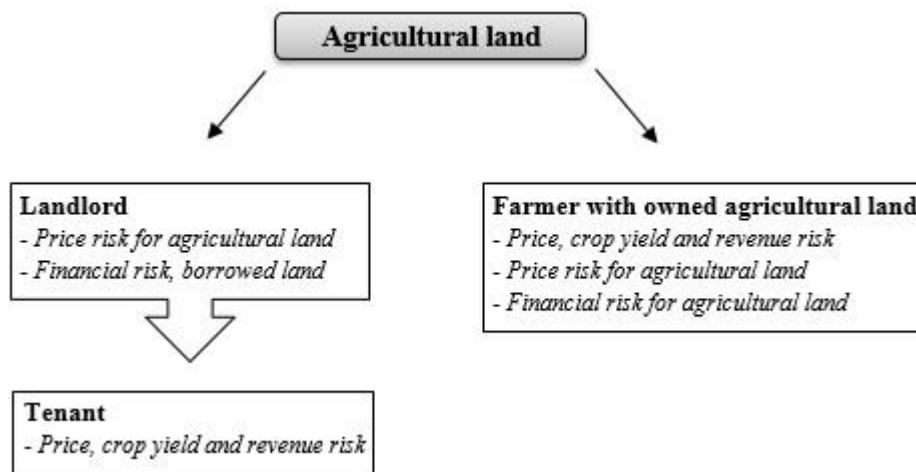 Agricultural land
Landlord
- Price risk for agricultural land
- Financial risk, borrowed land
Farmer with owned agricultural land
- Price, crop yield and revenue risk
- Price risk for agricultural land
- Financial risk for agricultural land
Tenant
- Price, crop yield and revenue risk